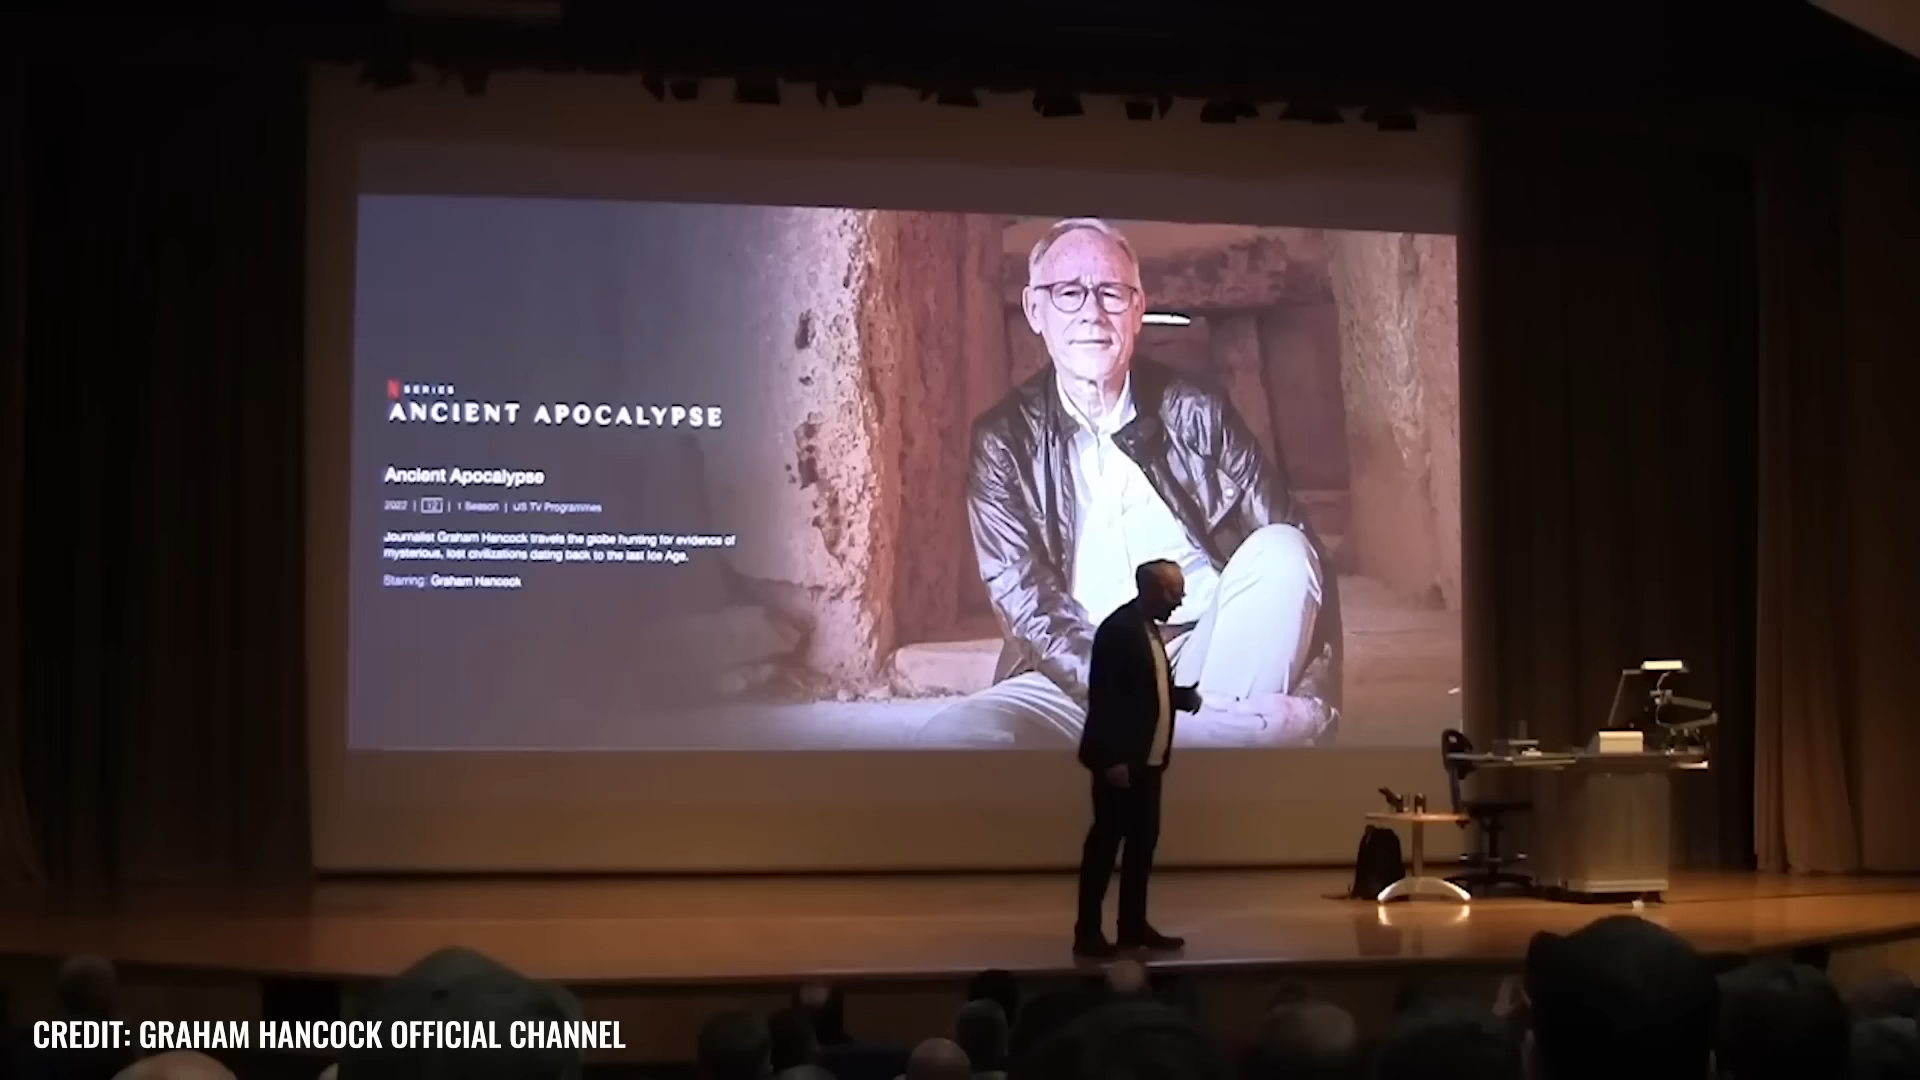 N SERIES
ANCIENT APOCALYPSE
Ancient Apocalypse
2022 | 12 | 1 Season | US TV Programmes
Journalist Graham Hancock travels the globe hunting for evidence of
mysterious, lost civilizations dating back to the last Ice Age.
Starring: Graham Hancock
CREDIT: GRAHAM HANCOCK OFFICIAL CHANNEL